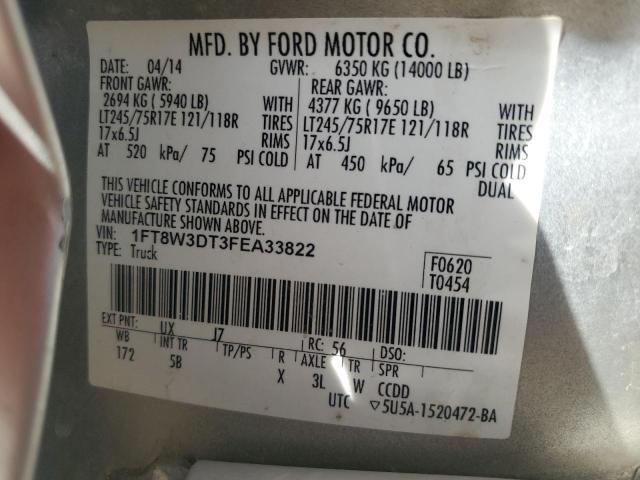 MFD. BY FORD MOTOR CO.
DATE: 04/14 GVWR: 6350 KG (14000 LB)
FRONT GAWR: REAR GAWR:
2694 KG ( 5940 LB) WITH 4377 KG ( 9650 LB) WITH
LT245/75R17E 121/118R TIRES LT245/75R17E 121/118R TIRES
17x6.5J RIMS 17x6.5J RIMS
AT 520 kPa/ 75 PSI COLD AT 450 kPa/ 65 PSI COLD
DUAL
THIS VEHICLE CONFORMS TO ALL APPLICABLE FEDERAL MOTOR
VEHICLE SAFETY STANDARDS IN EFFECT ON THE DATE OF
MANUFACTURE SHOWN ABOVE.
VIN: 1FT8W3DT3FEA33822
TYPE: Truck
F0620
T0454
EXT PNT: UX J7 RC: 56 DSO:
WB INT TR TP/PS R AXLE TR SPR
172 5B X 3L W CCDD
UTC ▽5U5A-1520472-BA